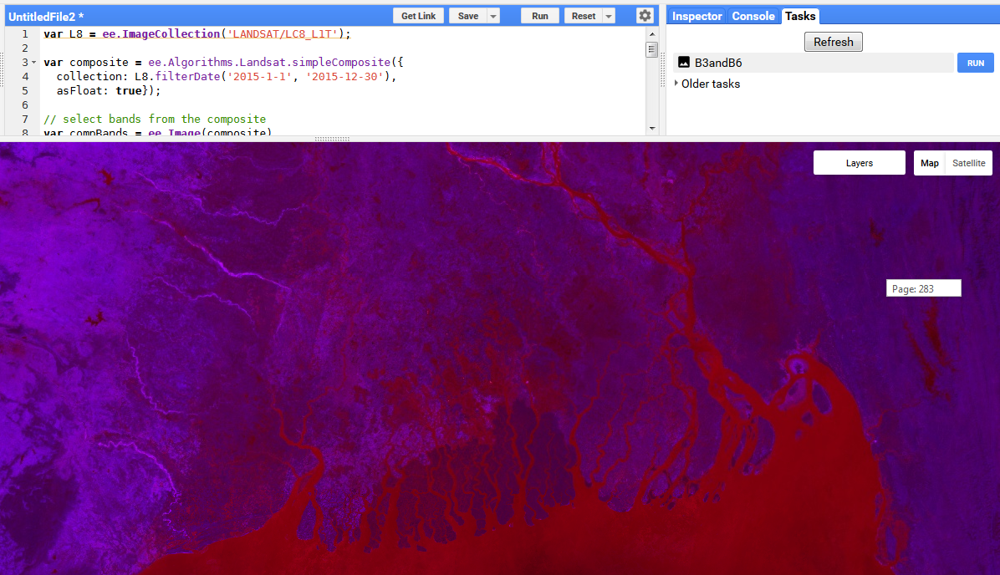 UntitledFile2 *
Get Link Save Run Reset
Inspector Console Tasks
1 var L8 = ee.ImageCollection('LANDSAT/LC8_L1T');
2
3 var composite = ee.Algorithms.Landsat.simpleComposite({
4 collection: L8.filterDate('2015-1-1', '2015-12-30'),
5 asFloat: true});
6
7 // select bands from the composite
8 var compBands = ee.Image(composite)
Refresh
B3andB6 RUN
Older tasks
Layers Map Satellite
Page: 283